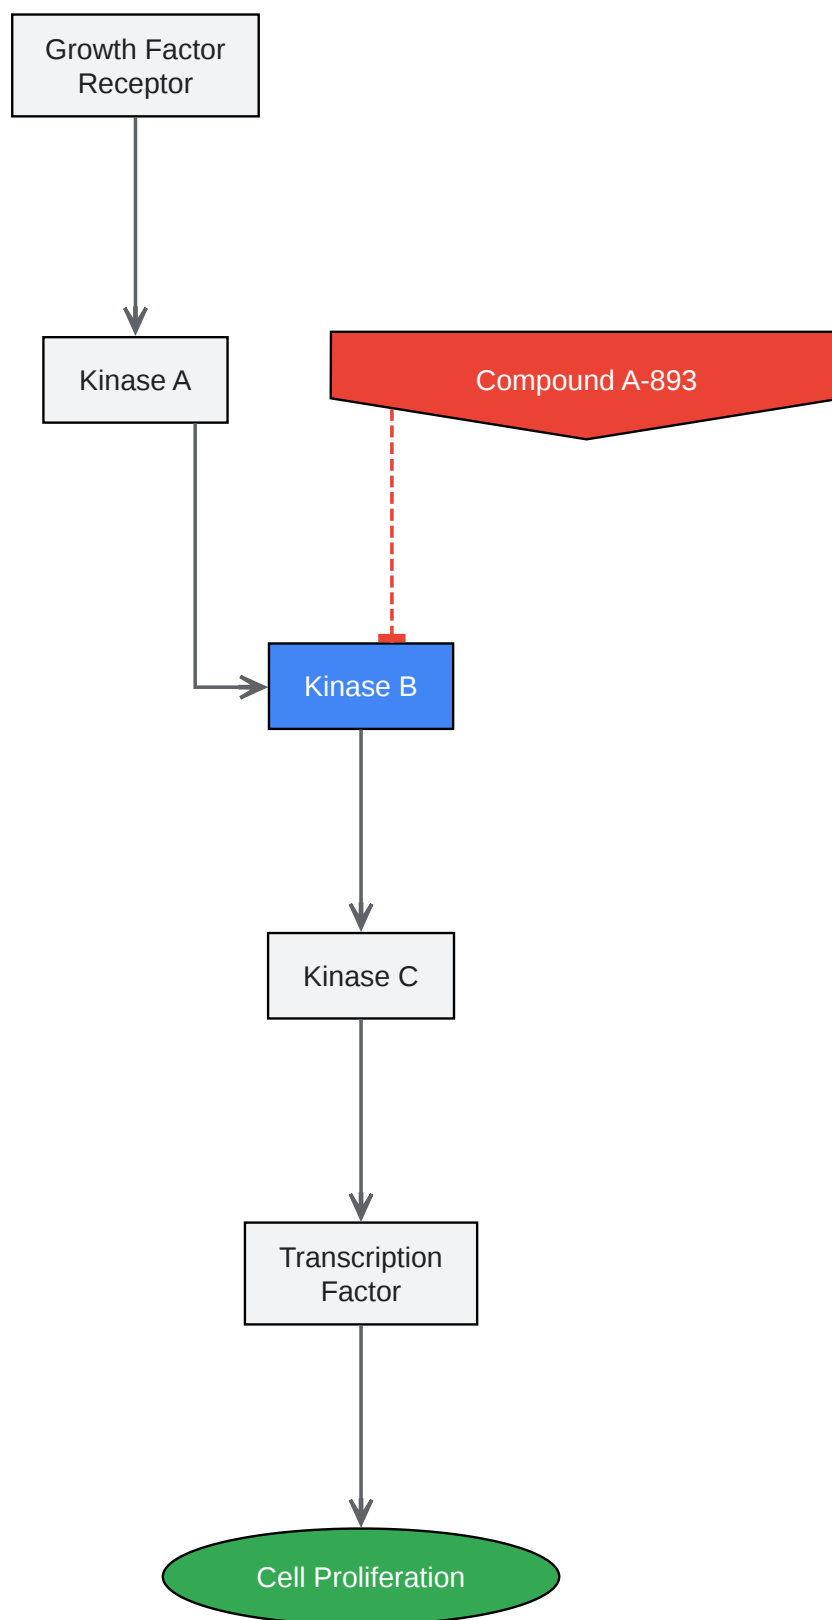 Growth Factor
Receptor
Kinase A
Compound A-893
Kinase B
Kinase C
Transcription
Factor
Cell Proliferation